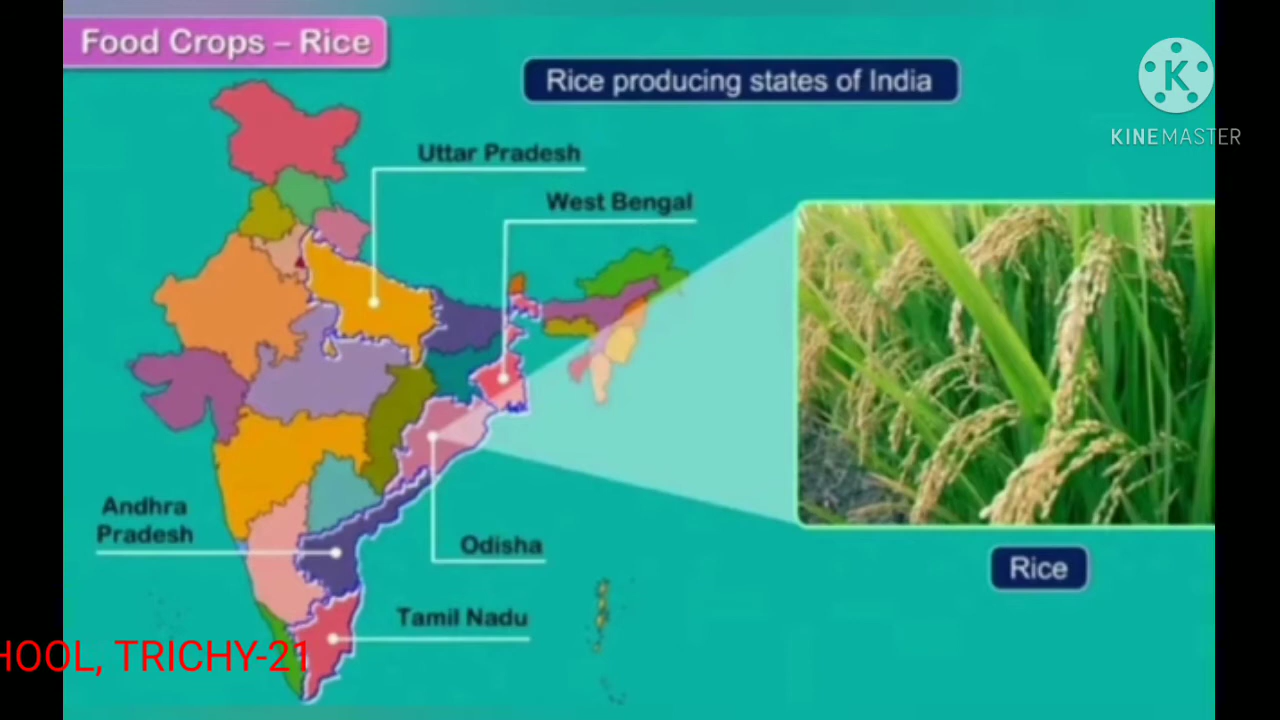 Food Crops – Rice
Rice producing states of India
KINEMASTER
Uttar Pradesh
West Bengal
Andhra
Pradesh
Odisha
Rice
Tamil Nadu
HOOL, TRICHY-21